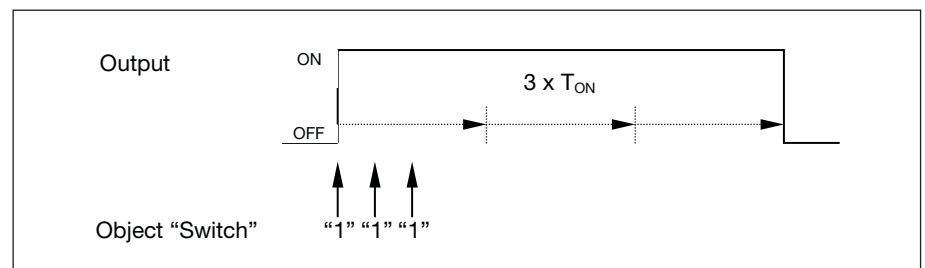 Output
ON
3 x TON
OFF
Object “Switch”
“1” “1” “1”